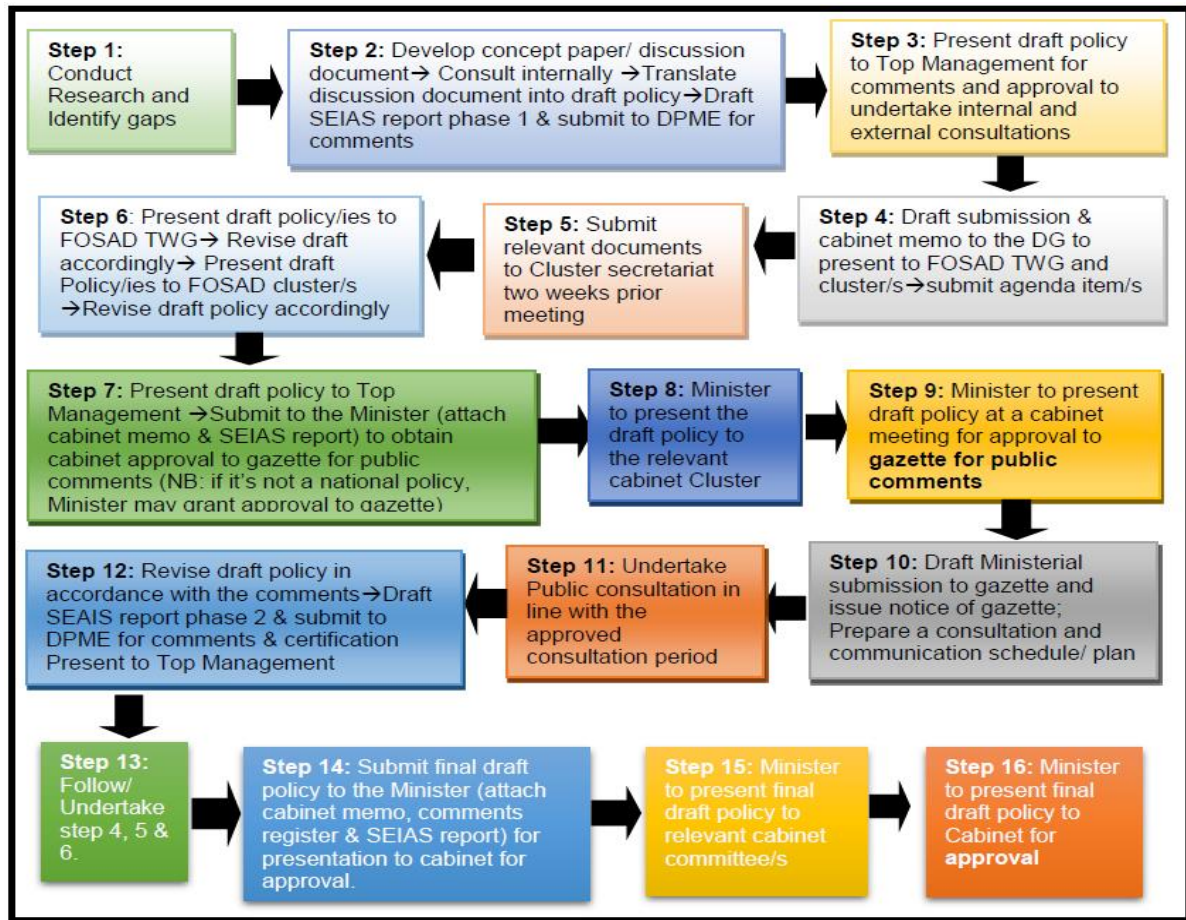 Step 1:
Conduct
Research and
Identify gaps
Step 2: Develop concept paper/ discussion
document→ Consult internally →Translate
discussion document into draft policy→Draft
SEIAS report phase 1 & submit to DPME for
comments
Step 3: Present draft policy
to Top Management for
comments and approval to
undertake internal and
external consultations
Step 4: Draft submission &
cabinet memo to the DG to
present to FOSAD TWG and
cluster/s→submit agenda item/s
Step 5: Submit
relevant documents
to Cluster secretariat
two weeks prior
meeting
Step 6: Present draft policy/ies to
FOSAD TWG→ Revise draft
accordingly→ Present draft
Policy/ies to FOSAD cluster/s
→Revise draft policy accordingly
Step 7: Present draft policy to Top
Management →Submit to the Minister (attach
cabinet memo & SEIAS report) to obtain
cabinet approval to gazette for public
comments (NB: if it's not a national policy,
Minister may grant approval to gazette)
Step 8: Minister
to present the
draft policy to
the relevant
cabinet Cluster
Step 9: Minister to present
draft policy at a cabinet
meeting for approval to
gazette for public
comments
Step 10: Draft Ministerial
submission to gazette and
issue notice of gazette;
Prepare a consultation and
communication schedule/ plan
Step 11: Undertake
Public consultation in
line with the
approved
consultation period
Step 12: Revise draft policy in
accordance with the comments→Draft
SEAIS report phase 2 & submit to
DPME for comments & certification
Present to Top Management
Step 13:
Follow/
Undertake
step 4, 5 &
6.
Step 14: Submit final draft
policy to the Minister (attach
cabinet memo, comments
register & SEIAS report) for
presentation to cabinet for
approval.
Step 15: Minister
to present final
draft policy to
relevant cabinet
committee/s
Step 16: Minister
to present final
draft policy to
Cabinet for
approval